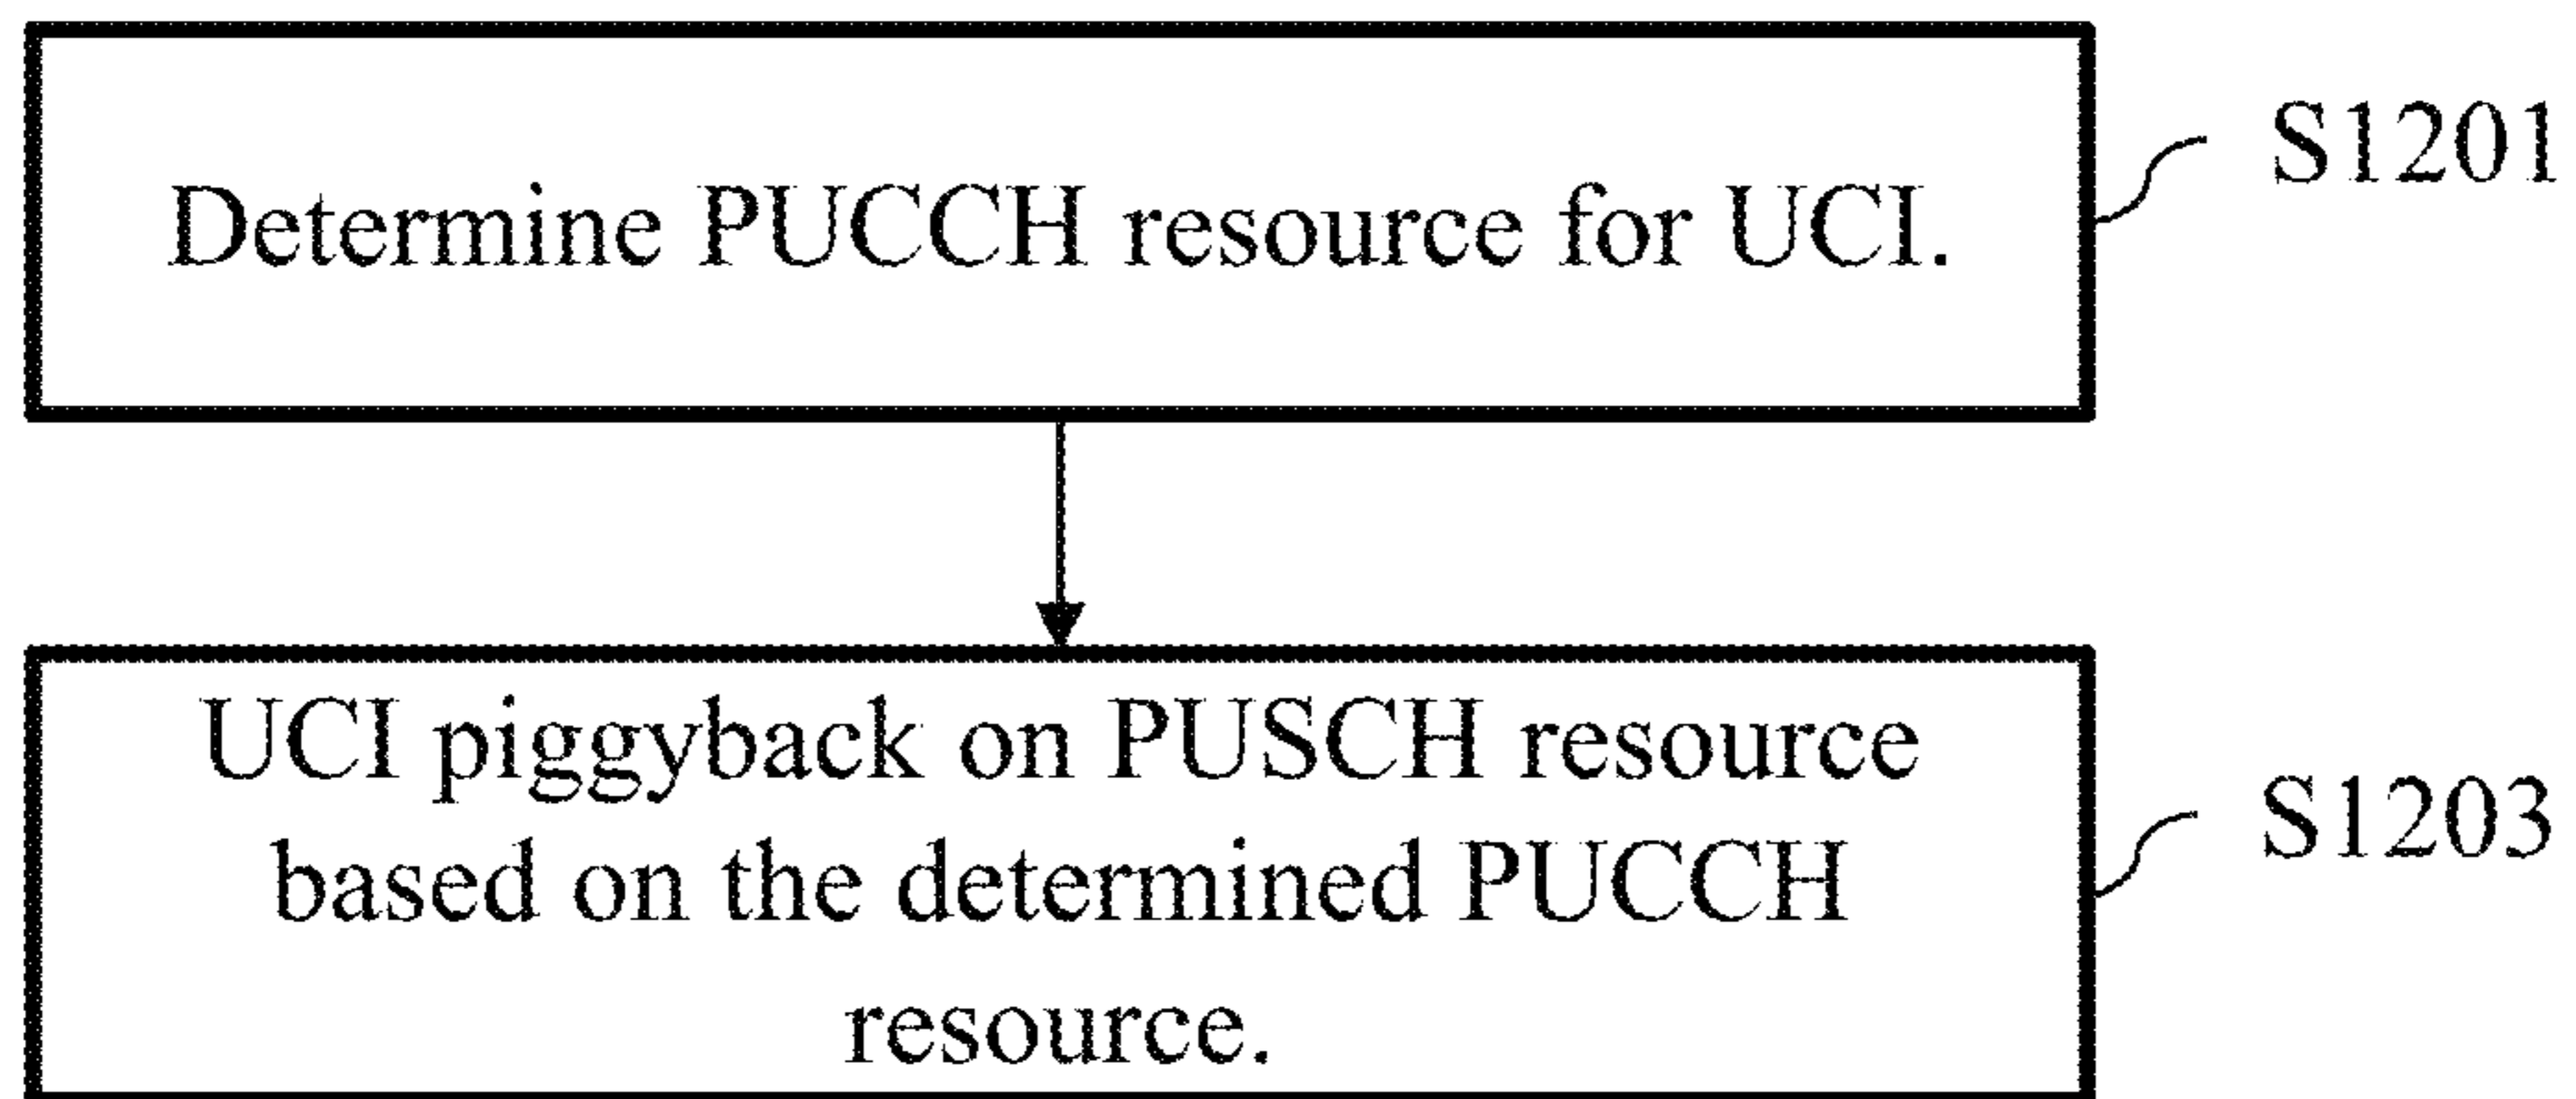 Determine PUCCH resource for UCI.
S1201
UCI piggyback on PUSCH resource
based on the determined PUCCH
resource.
S1203